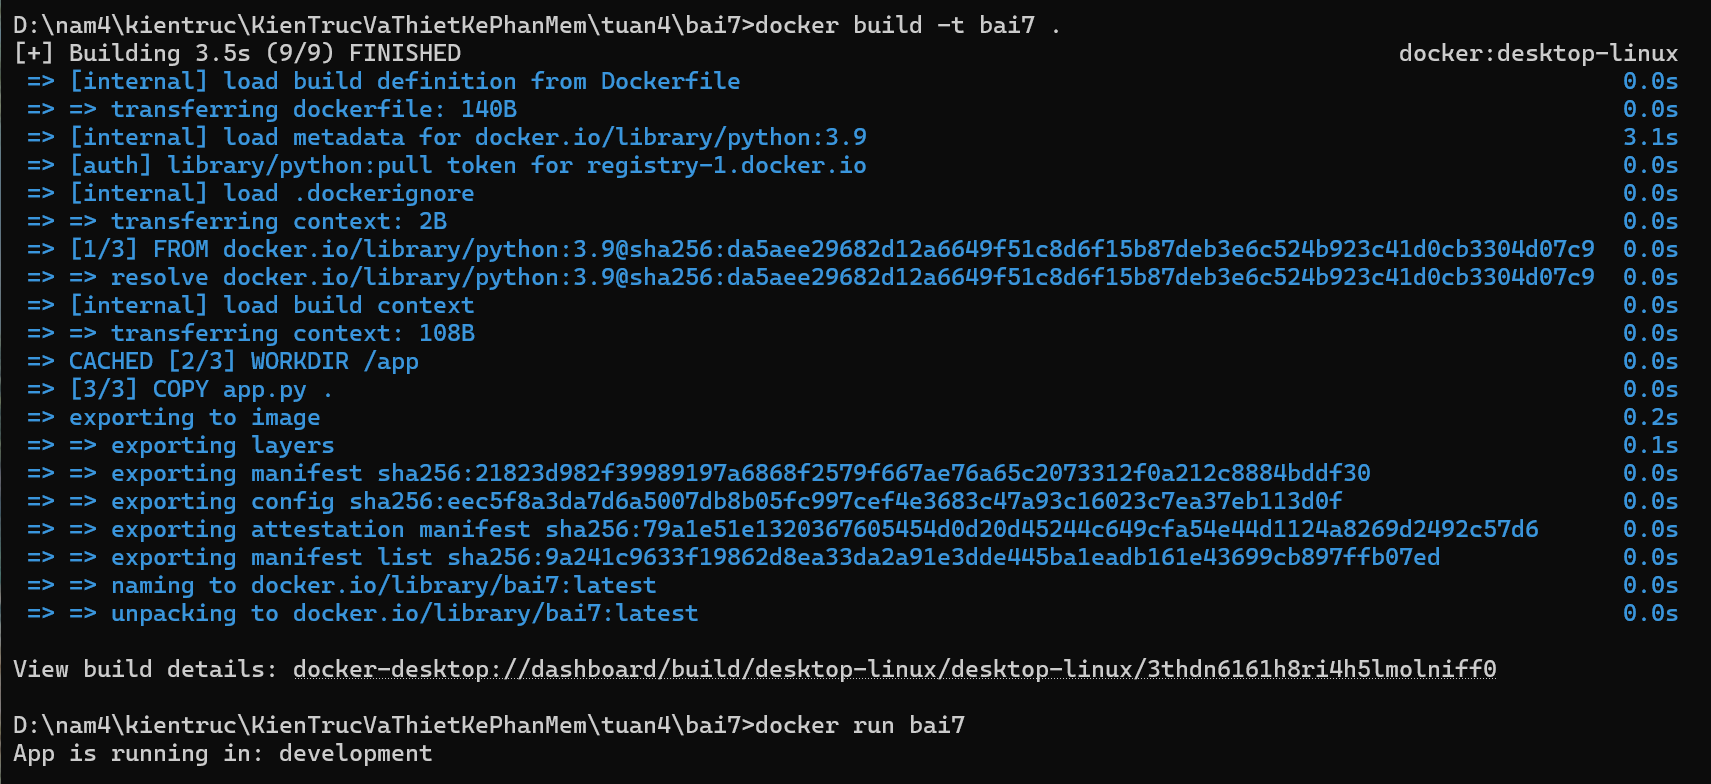 D:\nam4\kientruc\KienTrucVaThietKePhanMem\tuan4\bai7>docker build -t bai7 .
[+] Building 3.5s (9/9) FINISHED docker:desktop-linux
=> [internal] load build definition from Dockerfile 0.0s
=> => transferring dockerfile: 140B 0.0s
=> [internal] load metadata for docker.io/library/python:3.9 3.1s
=> [auth] library/python:pull token for registry-1.docker.io 0.0s
=> [internal] load .dockerignore 0.0s
=> => transferring context: 2B 0.0s
=> [1/3] FROM docker.io/library/python:3.9@sha256:da5aee29682d12a6649f51c8d6f15b87deb3e6c524b923c41d0cb3304d07c9 0.0s
=> => resolve docker.io/library/python:3.9@sha256:da5aee29682d12a6649f51c8d6f15b87deb3e6c524b923c41d0cb3304d07c9 0.0s
=> [internal] load build context 0.0s
=> => transferring context: 108B 0.0s
=> CACHED [2/3] WORKDIR /app 0.0s
=> [3/3] COPY app.py . 0.0s
=> exporting to image 0.2s
=> => exporting layers 0.1s
=> => exporting manifest sha256:21823d982f39989197a6868f2579f667ae76a65c2073312f0a212c8884bddf30 0.0s
=> => exporting config sha256:eec5f8a3da7d6a5007db8b05fc997cef4e3683c47a93c16023c7ea37eb113d0f 0.0s
=> => exporting attestation manifest sha256:79a1e51e1320367605454d0d20d45244c649cfa54e44d1124a8269d2492c57d6 0.0s
=> => exporting manifest list sha256:9a241c9633f19862d8ea33da2a91e3dde445ba1eadb161e43699cb897ffb07ed 0.0s
=> => naming to docker.io/library/bai7:latest 0.0s
=> => unpacking to docker.io/library/bai7:latest 0.0s
View build details: docker-desktop://dashboard/build/desktop-linux/desktop-linux/3thdn6161h8ri4h5lmolniff0
D:\nam4\kientruc\KienTrucVaThietKePhanMem\tuan4\bai7>docker run bai7
App is running in: development